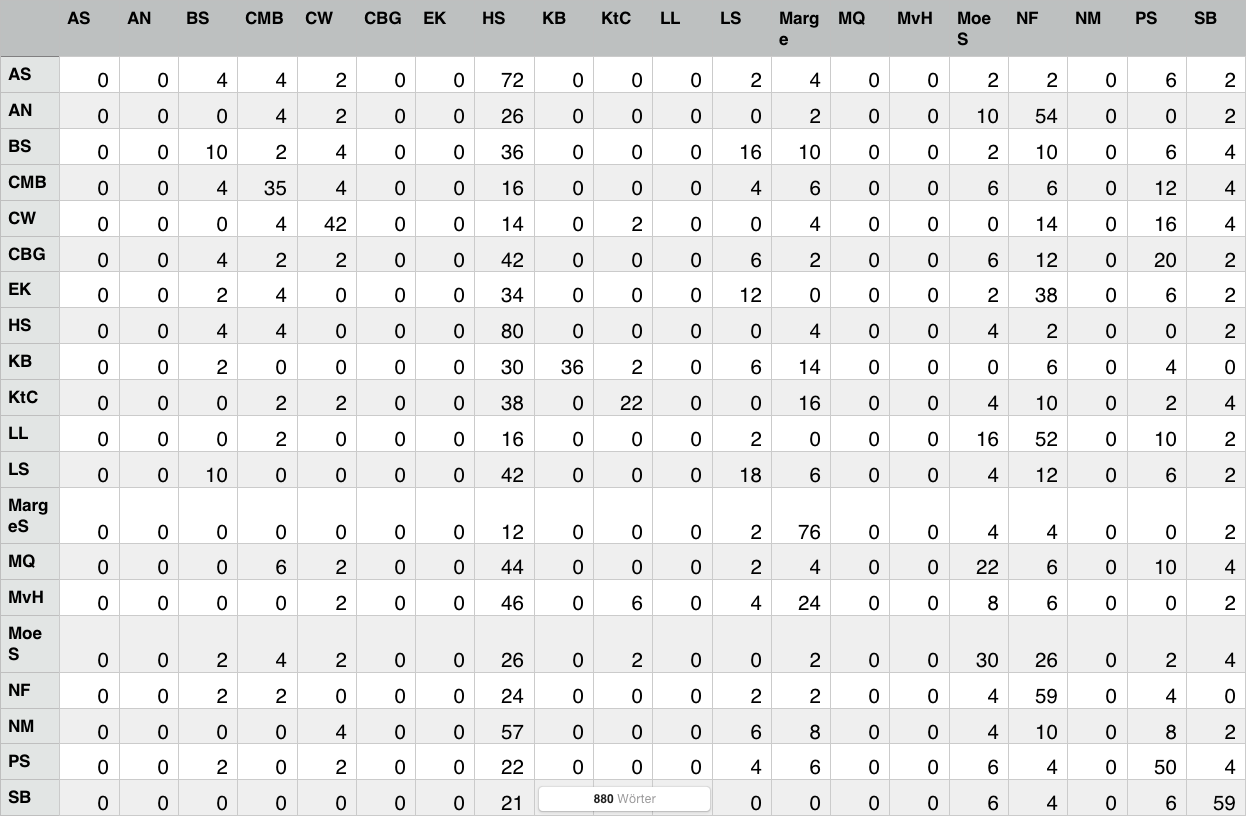 AS AN BS CMB CW CBG EK HS KB KtC LL LS Marg MQ MvH Moe NF NM PS SB
e S
AS 0 0 4 4 2 0 0 72 0 0 0 2 4 0 0 2 2 0 6 2
AN 0 0 0 4 2 0 0 26 0 0 0 0 2 0 0 10 54 0 0 2
BS 0 0 10 2 4 0 0 36 0 0 0 16 10 0 0 2 10 0 6 4
CMB 0 0 4 35 4 0 0 16 0 0 0 4 6 0 0 6 6 0 12 4
CW 0 0 0 4 42 0 0 14 0 2 0 0 4 0 0 0 14 0 16 4
CBG 0 0 4 2 2 0 0 42 0 0 0 6 2 0 0 6 12 0 20 2
EK 0 0 2 4 0 0 0 34 0 0 0 12 0 0 0 2 38 0 6 2
HS 0 0 4 4 0 0 0 80 0 0 0 0 4 0 0 4 2 0 0 2
KB 0 0 2 0 0 0 0 30 36 2 0 6 14 0 0 0 6 0 4 0
KtC 0 0 0 2 2 0 0 38 0 22 0 0 16 0 0 4 10 0 2 4
LL 0 0 0 2 0 0 0 16 0 0 0 2 0 0 0 16 52 0 10 2
LS 0 0 10 0 0 0 0 42 0 0 0 18 6 0 0 4 12 0 6 2
Marg
eS 0 0 0 0 0 0 0 12 0 0 0 2 76 0 0 4 4 0 0 2
MQ 0 0 0 6 2 0 0 44 0 0 0 2 4 0 0 22 6 0 10 4
MvH 0 0 0 0 2 0 0 46 0 6 0 4 24 0 0 8 6 0 0 2
Moe
S 0 0 2 4 2 0 0 26 0 2 0 0 2 0 0 30 26 0 2 4
NF 0 0 2 2 0 0 0 24 0 0 0 2 2 0 0 4 59 0 4 0
NM 0 0 0 0 4 0 0 57 0 0 0 6 8 0 0 4 10 0 8 2
PS 0 0 2 0 2 0 0 22 0 0 0 4 6 0 0 6 4 0 50 4
SB 0 0 0 0 0 0 0 21 880 Wörter 0 0 0 0 6 4 0 6 59